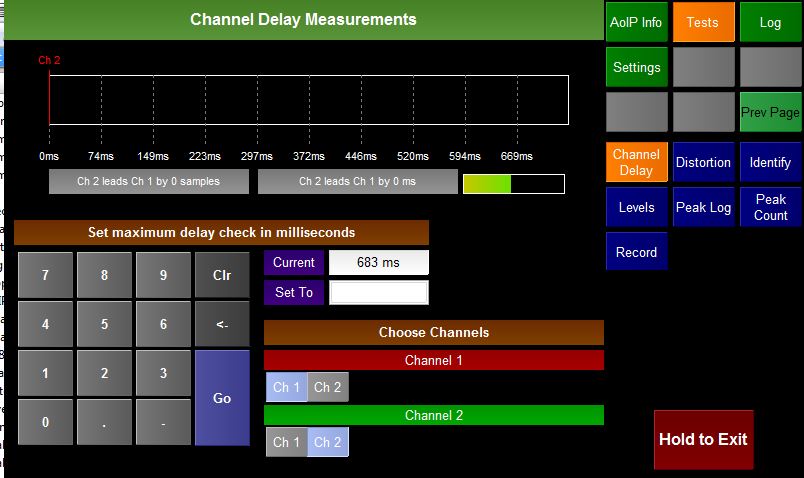 Channel Delay Measurements
AoIP Info
Tests
Log
Settings
Prev Page
Channel
Delay
Distortion
Identify
Levels
Peak Log
Peak
Count
Record
Ch 2
0ms 74ms 149ms 223ms 297ms 372ms 446ms 520ms 594ms 669ms
Ch 2 leads Ch 1 by 0 samples
Ch 2 leads Ch 1 by 0 ms
Set maximum delay check in milliseconds
7 8 9 Clr
4 5 6 <-
1 2 3 Go
0 . -
Current 683 ms
Set To
Choose Channels
Channel 1
Ch 1 Ch 2
Channel 2
Ch 1 Ch 2
Hold to Exit